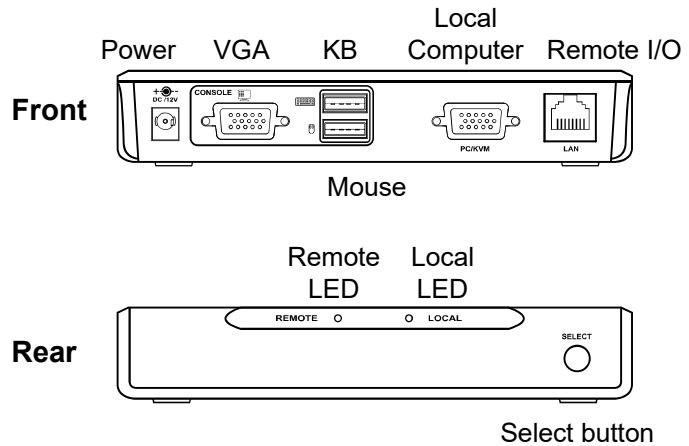 Local
Power VGA KB Computer Remote I/O
Front
DC /12V
CONSOLE
PC/KVM
LAN
Mouse
Remote Local
LED LED
REMOTE LOCAL
Rear
SELECT
Select button